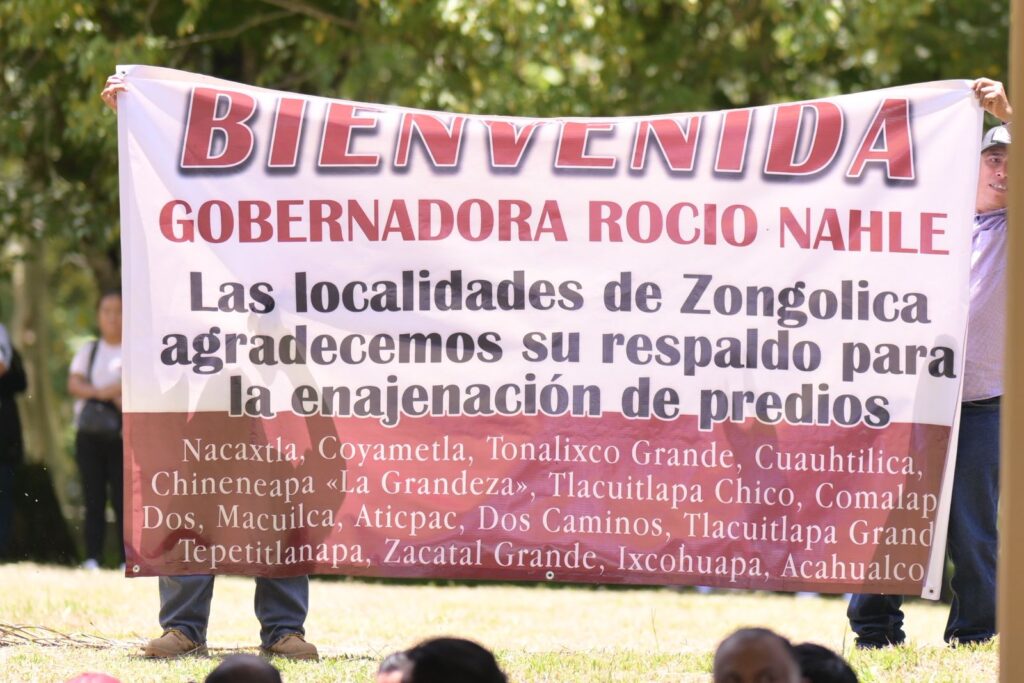 BIENVENIDA
GOBERNADORA ROCIO NAHLE
Las localidades de Zongolica
agradecemos su respaldo para
la enajenación de predios
Nacaxtla, Coyametla, Tonalixco Grande, Cuauhtilica,
Chineneapa «La Grandeza», Tlacuitlapa Chico, Comalap
Dos, Macuilca, Aticpac, Dos Caminos, Tlacuitlapa Grand
Tepetitlanapa, Zacatal Grande, Ixcohuapa, Acahualco